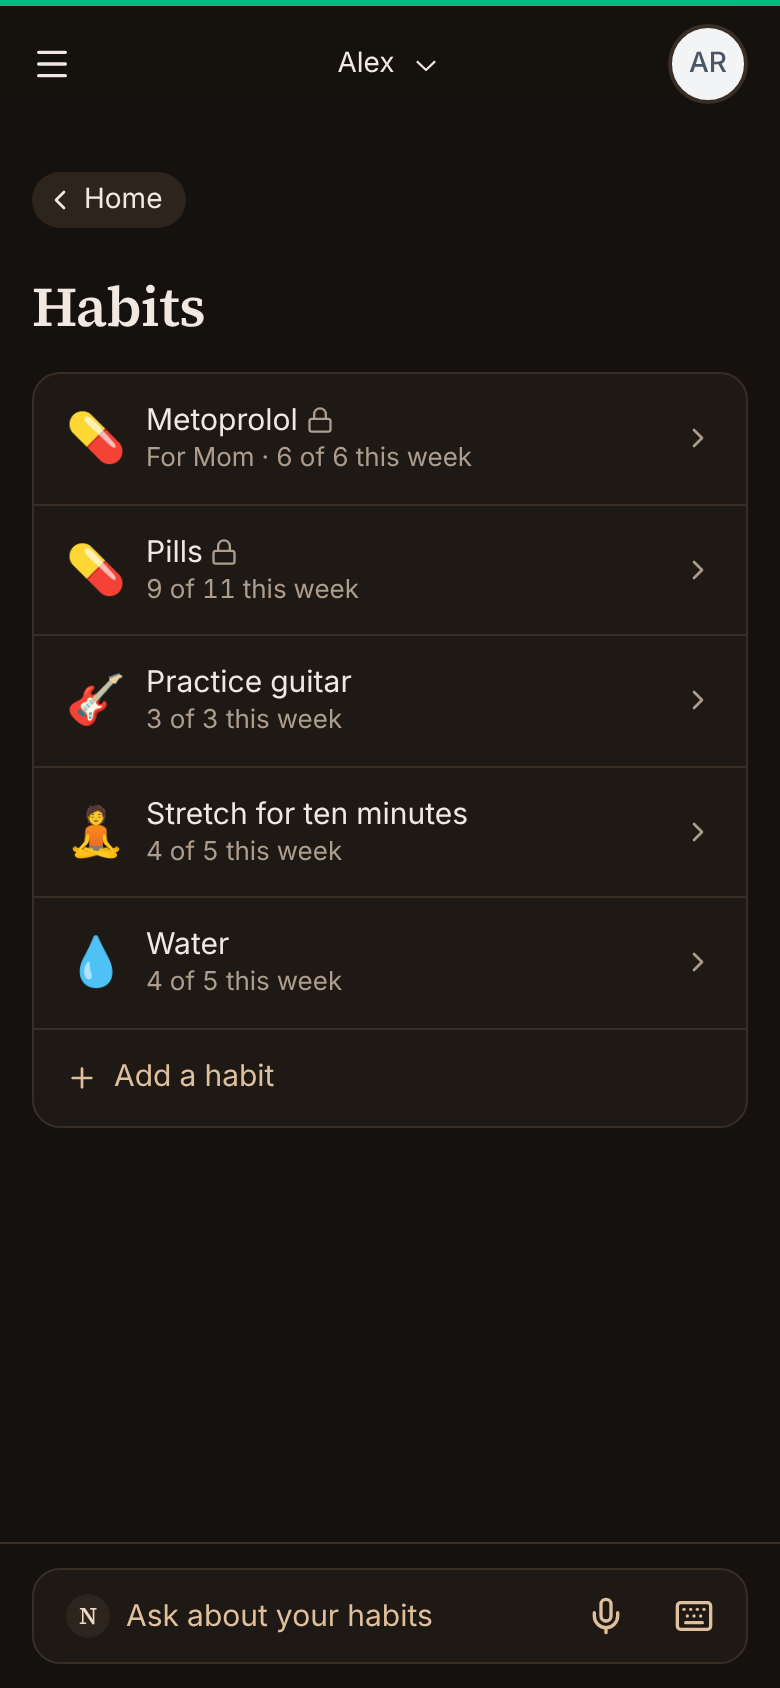 Alex
AR
Home
Habits
Metoprolol
For Mom · 6 of 6 this week
Pills
9 of 11 this week
Practice guitar
3 of 3 this week
Stretch for ten minutes
4 of 5 this week
Water
4 of 5 this week
Add a habit
N Ask about your habits